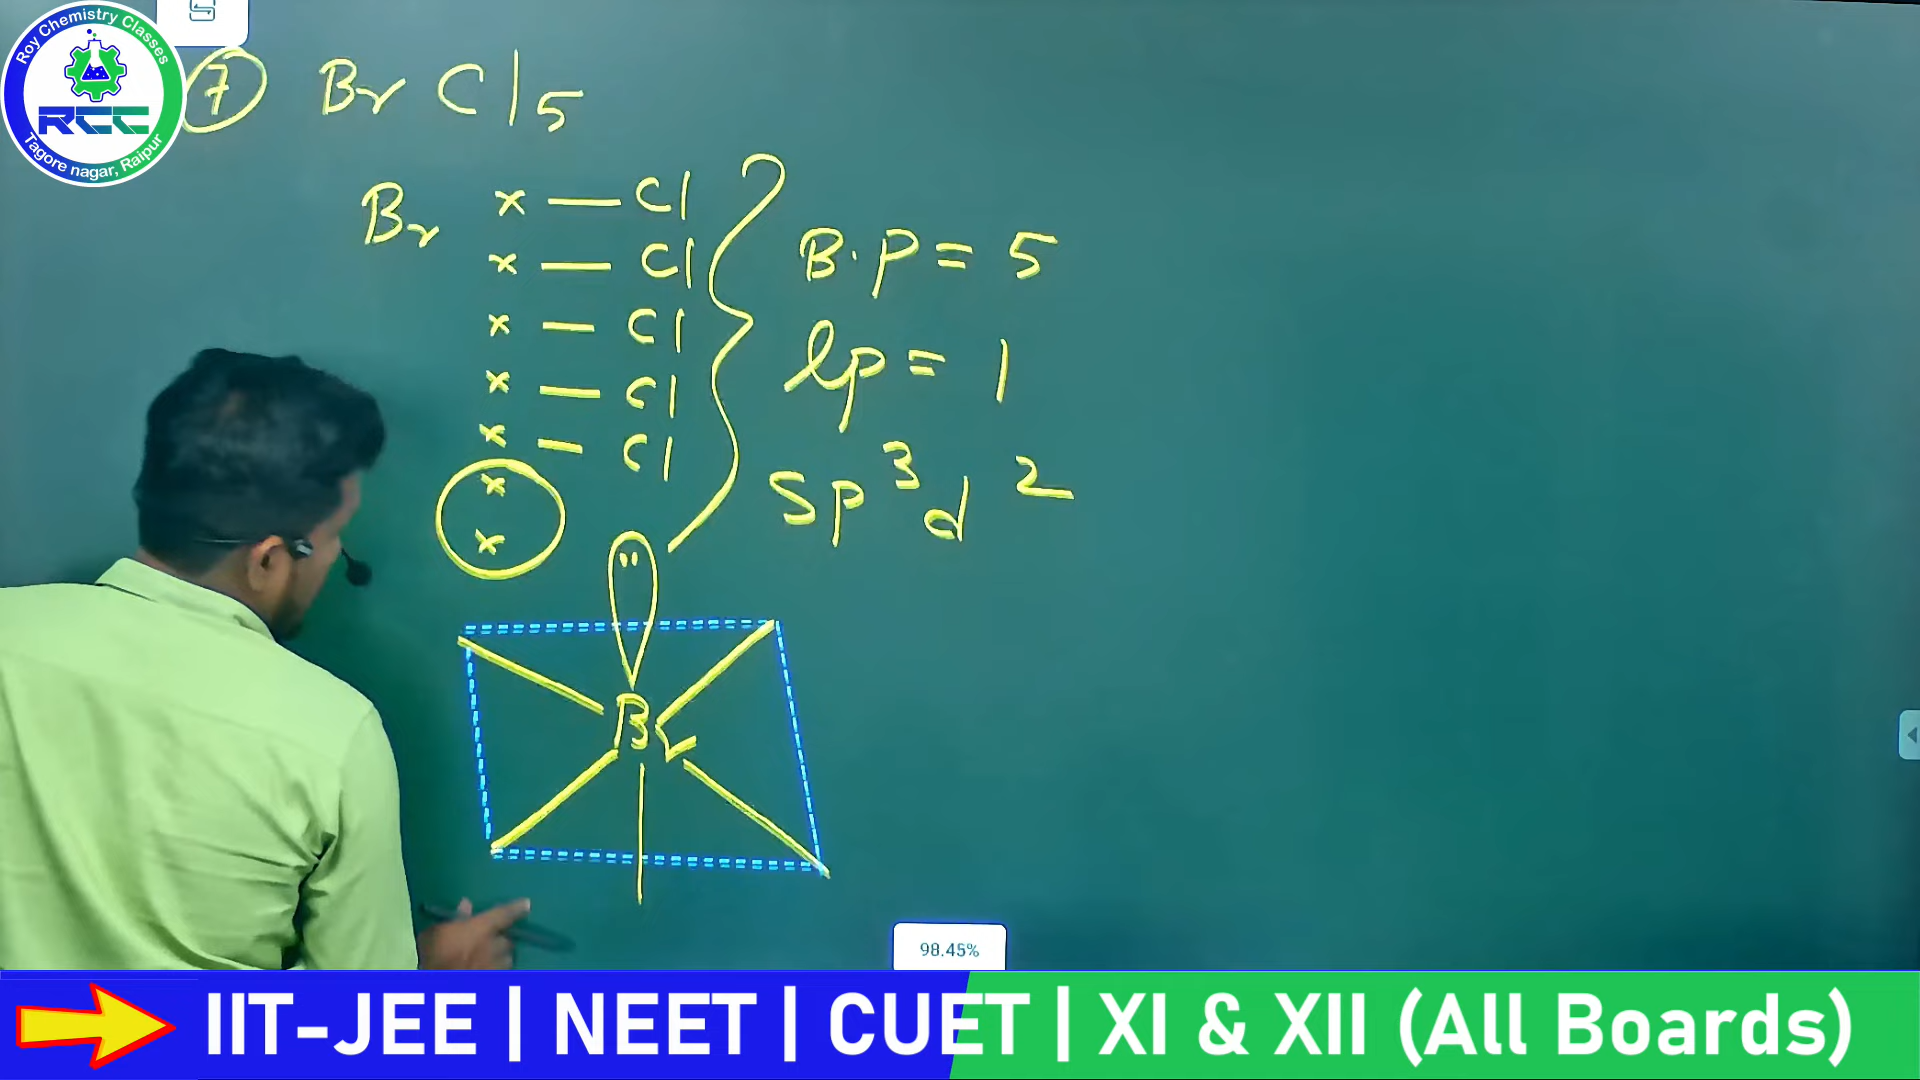 Roy Chemistry Classes
RCC
Tagore nagar, Raipur
7 BrCl5
Br x — Cl
x — Cl
x — Cl
x — Cl
x — Cl
x
x
B.P = 5
lp = 1
Sp3d2
Br
98.45%
IIT-JEE | NEET | CUET | XI & XII (All Boards)